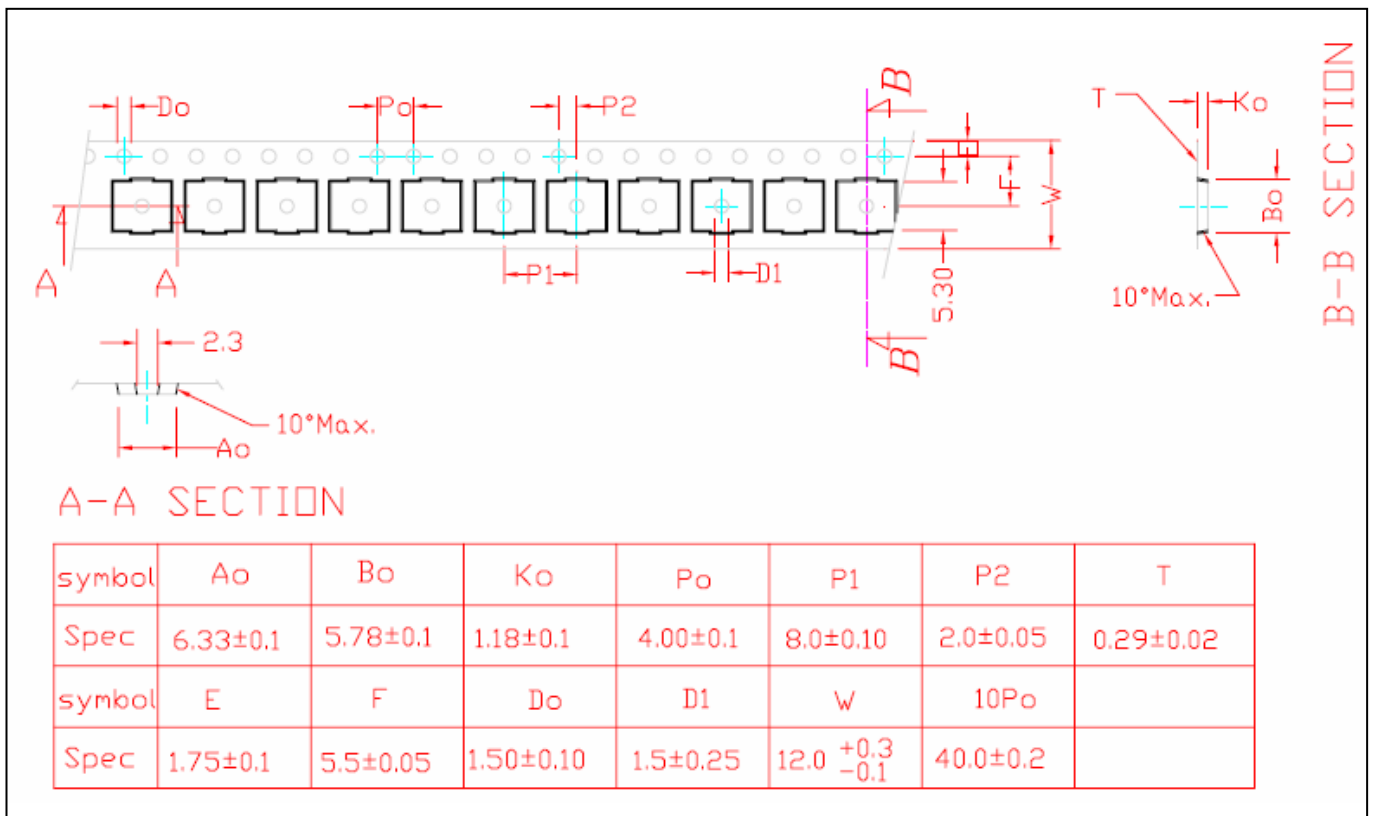 Do
Po
P2
B
T
Ko
E
F
W
Bo
B-B SECTION
A
A
P1
D1
5.30
10°Max.
B
2.3
10°Max.
Ao
A-A SECTION
symbol Ao Bo Ko Po P1 P2 T
Spec 6.33±0.1 5.78±0.1 1.18±0.1 4.00±0.1 8.0±0.10 2.0±0.05 0.29±0.02
symbol E F Do D1 W 10Po
Spec 1.75±0.1 5.5±0.05 1.50±0.10 1.5±0.25 12.0 +0.3 -0.1 40.0±0.2